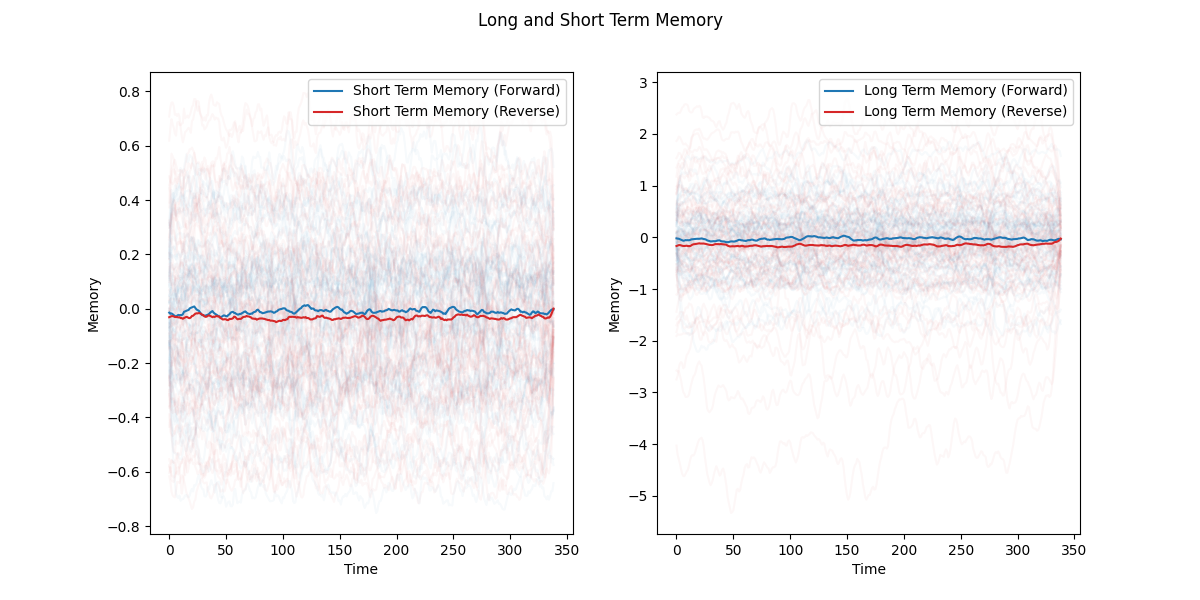 Long and Short Term Memory
Short Term Memory (Forward)
Short Term Memory (Reverse)
0.8
0.6
0.4
0.2
0.0
−0.2
−0.4
−0.6
−0.8
Memory
0 50 100 150 200 250 300 350
Time
Long Term Memory (Forward)
Long Term Memory (Reverse)
3
2
1
0
−1
−2
−3
−4
−5
Memory
0 50 100 150 200 250 300 350
Time